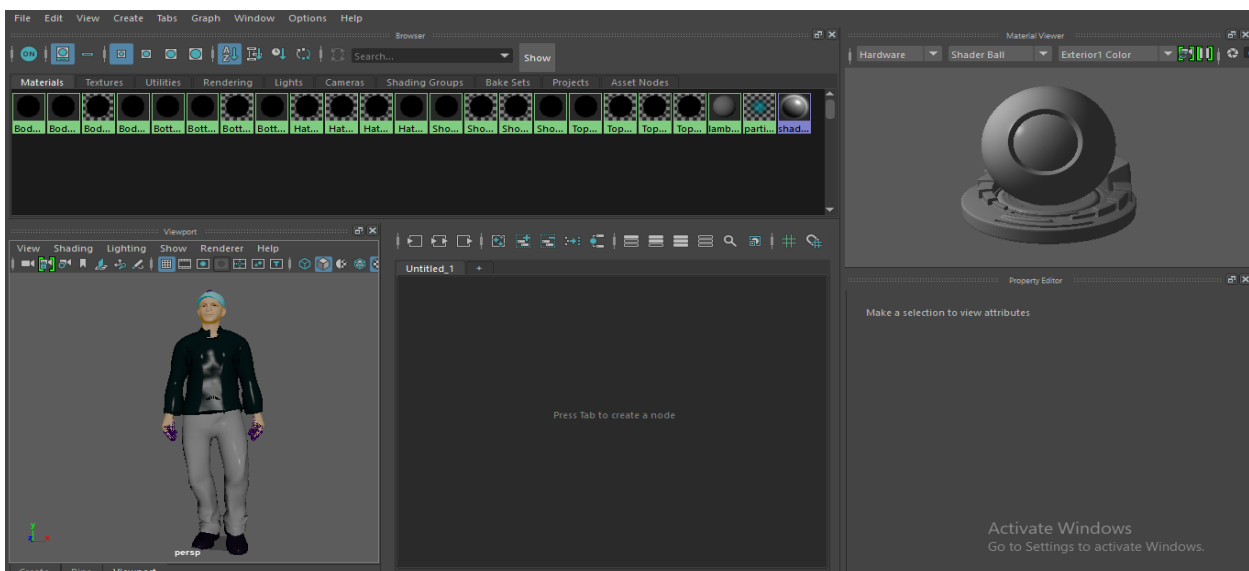 File Edit View Create Tabs Graph Window Options Help
Browser
ON
Search...
Show
Materials Textures Utilities Rendering Lights Cameras Shading Groups Bake Sets Projects Asset Nodes
Bod... Bod... Bod... Bod... Bott... Bott... Bott... Bott... Hat... Hat... Hat... Hat... Sho... Sho... Sho... Sho... Top... Top... Top... Top... lamb... parti... shad...
Material Viewer
Hardware Shader Ball Exterior1 Color
Viewport
View Shading Lighting Show Renderer Help
y
x
persp
Untitled_1 +
Press Tab to create a node
Property Editor
Make a selection to view attributes
Activate Windows
Go to Settings to activate Windows.